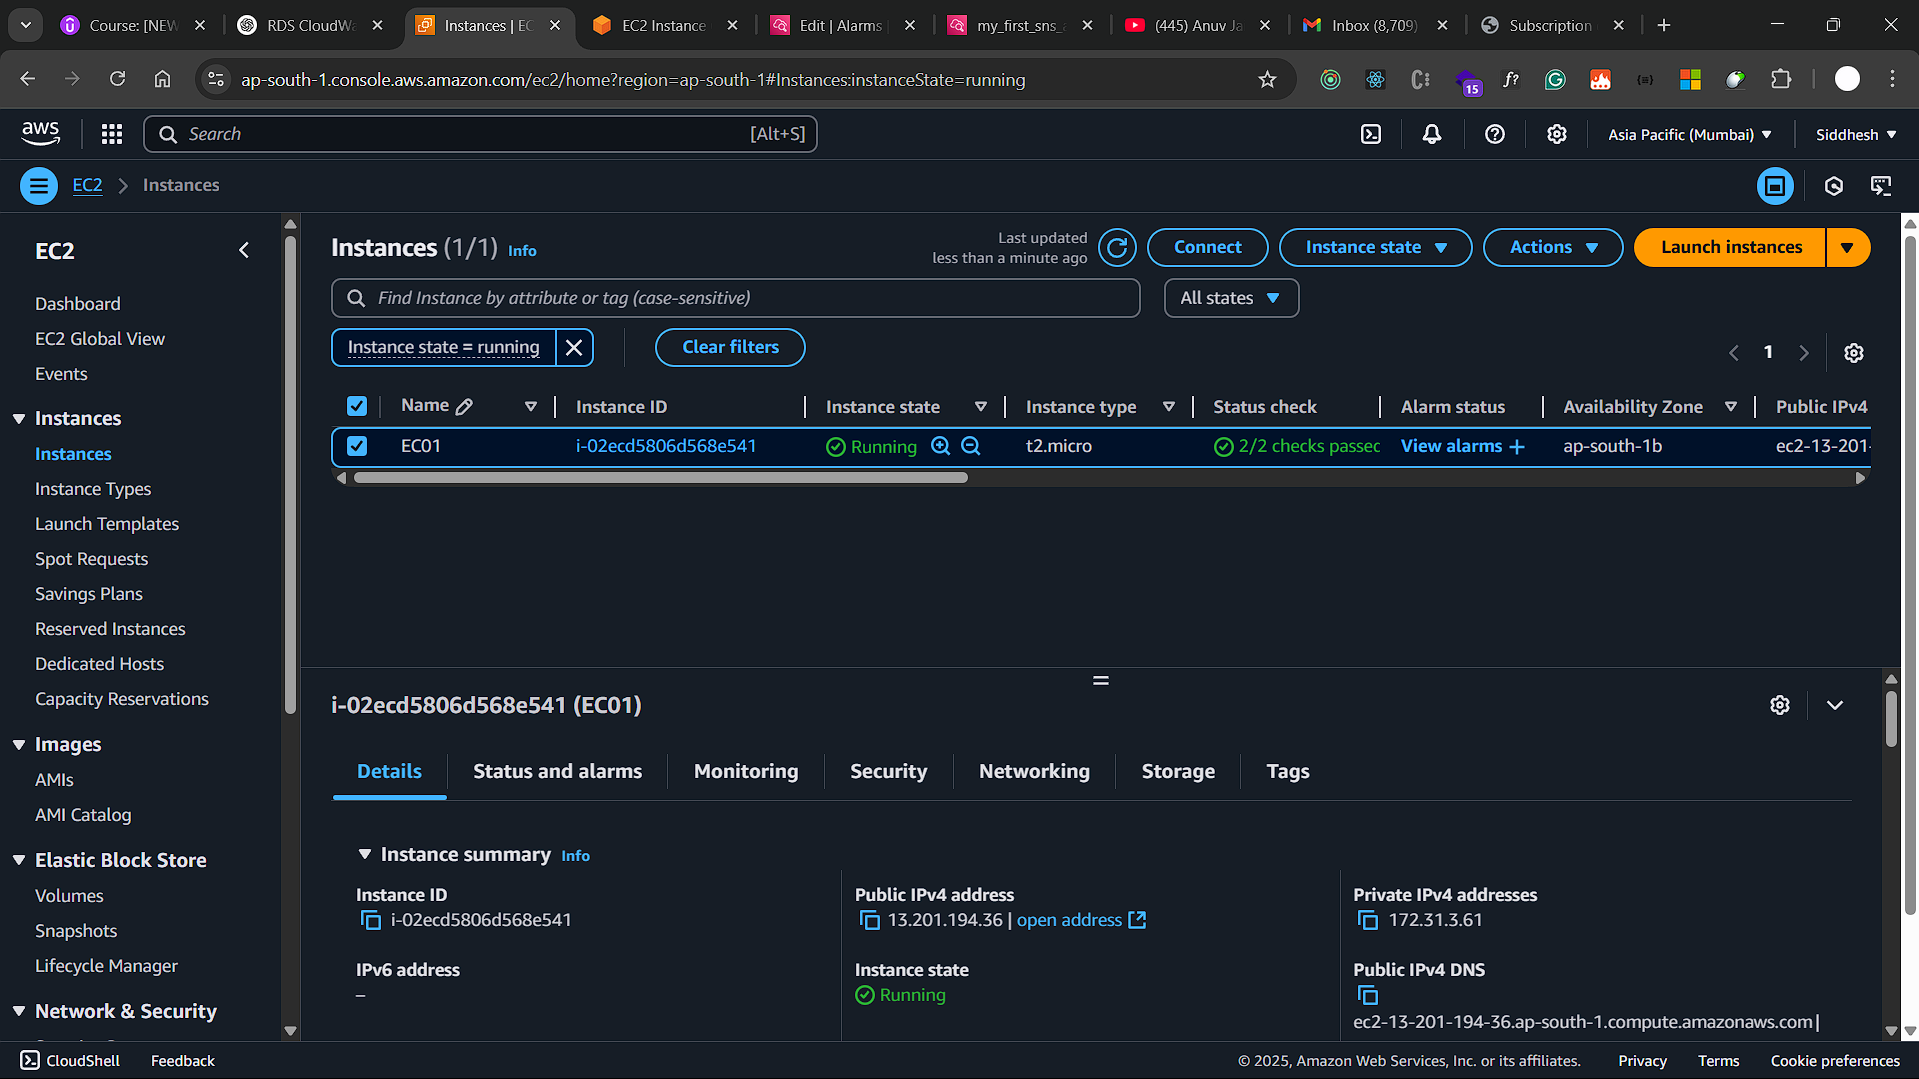 Course: [NEW
RDS CloudWa
Instances | EC
EC2 Instance
Edit | Alarms
my_first_sns_a
(445) Anuv Ja
Inbox (8,709)
Subscription
ap-south-1.console.aws.amazon.com/ec2/home?region=ap-south-1#Instances:instanceState=running
15
f?
aws
Search
[Alt+S]
Asia Pacific (Mumbai)
Siddhesh
EC2
Instances
EC2
Dashboard
EC2 Global View
Events
Instances
Instances
Instance Types
Launch Templates
Spot Requests
Savings Plans
Reserved Instances
Dedicated Hosts
Capacity Reservations
Images
AMIs
AMI Catalog
Elastic Block Store
Volumes
Snapshots
Lifecycle Manager
Network & Security
Instances (1/1) Info
Last updated
less than a minute ago
Connect
Instance state
Actions
Launch instances
Find Instance by attribute or tag (case-sensitive)
All states
Instance state = running
Clear filters
1
Name Instance ID Instance state Instance type Status check Alarm status Availability Zone Public IPv4
EC01 i-02ecd5806d568e541 Running t2.micro 2/2 checks passec View alarms + ap-south-1b ec2-13-201-
i-02ecd5806d568e541 (EC01)
Details Status and alarms Monitoring Security Networking Storage Tags
Instance summary Info
Instance ID
i-02ecd5806d568e541
Public IPv4 address
13.201.194.36 | open address
Private IPv4 addresses
172.31.3.61
IPv6 address
–
Instance state
Running
Public IPv4 DNS
ec2-13-201-194-36.ap-south-1.compute.amazonaws.com |
CloudShell
Feedback
© 2025, Amazon Web Services, Inc. or its affiliates.
Privacy
Terms
Cookie preferences